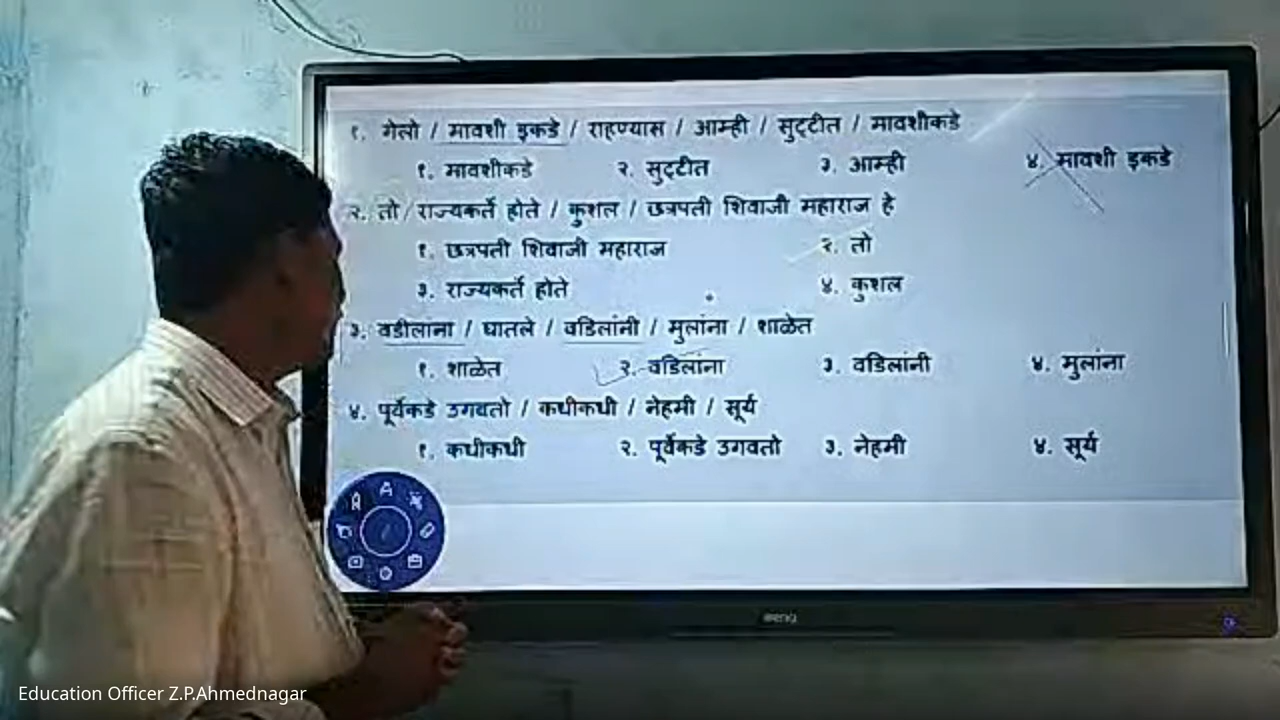 १. गेलो / मावशी इकडे / राहण्यास / आम्ही / सुट्टीत / मावशीकडे
१. मावशीकडे २. सुट्टीत ३. आम्ही ४. मावशी इकडे
२. तो / राज्यकर्ते होते / कुशल / छत्रपती शिवाजी महाराज हे
१. छत्रपती शिवाजी महाराज २. तो
३. राज्यकर्ते होते ४. कुशल
३. वडीलांना / घातले / वडिलांनी / मुलांना / शाळेत
१. शाळेत २. वडिलांना ३. वडिलांनी ४. मुलांना
४. पूर्वेकडे उगवतो / कधीकधी / नेहमी / सूर्य
१. कधीकधी २. पूर्वेकडे उगवतो ३. नेहमी ४. सूर्य
BenQ
Education Officer Z.P.Ahmednagar